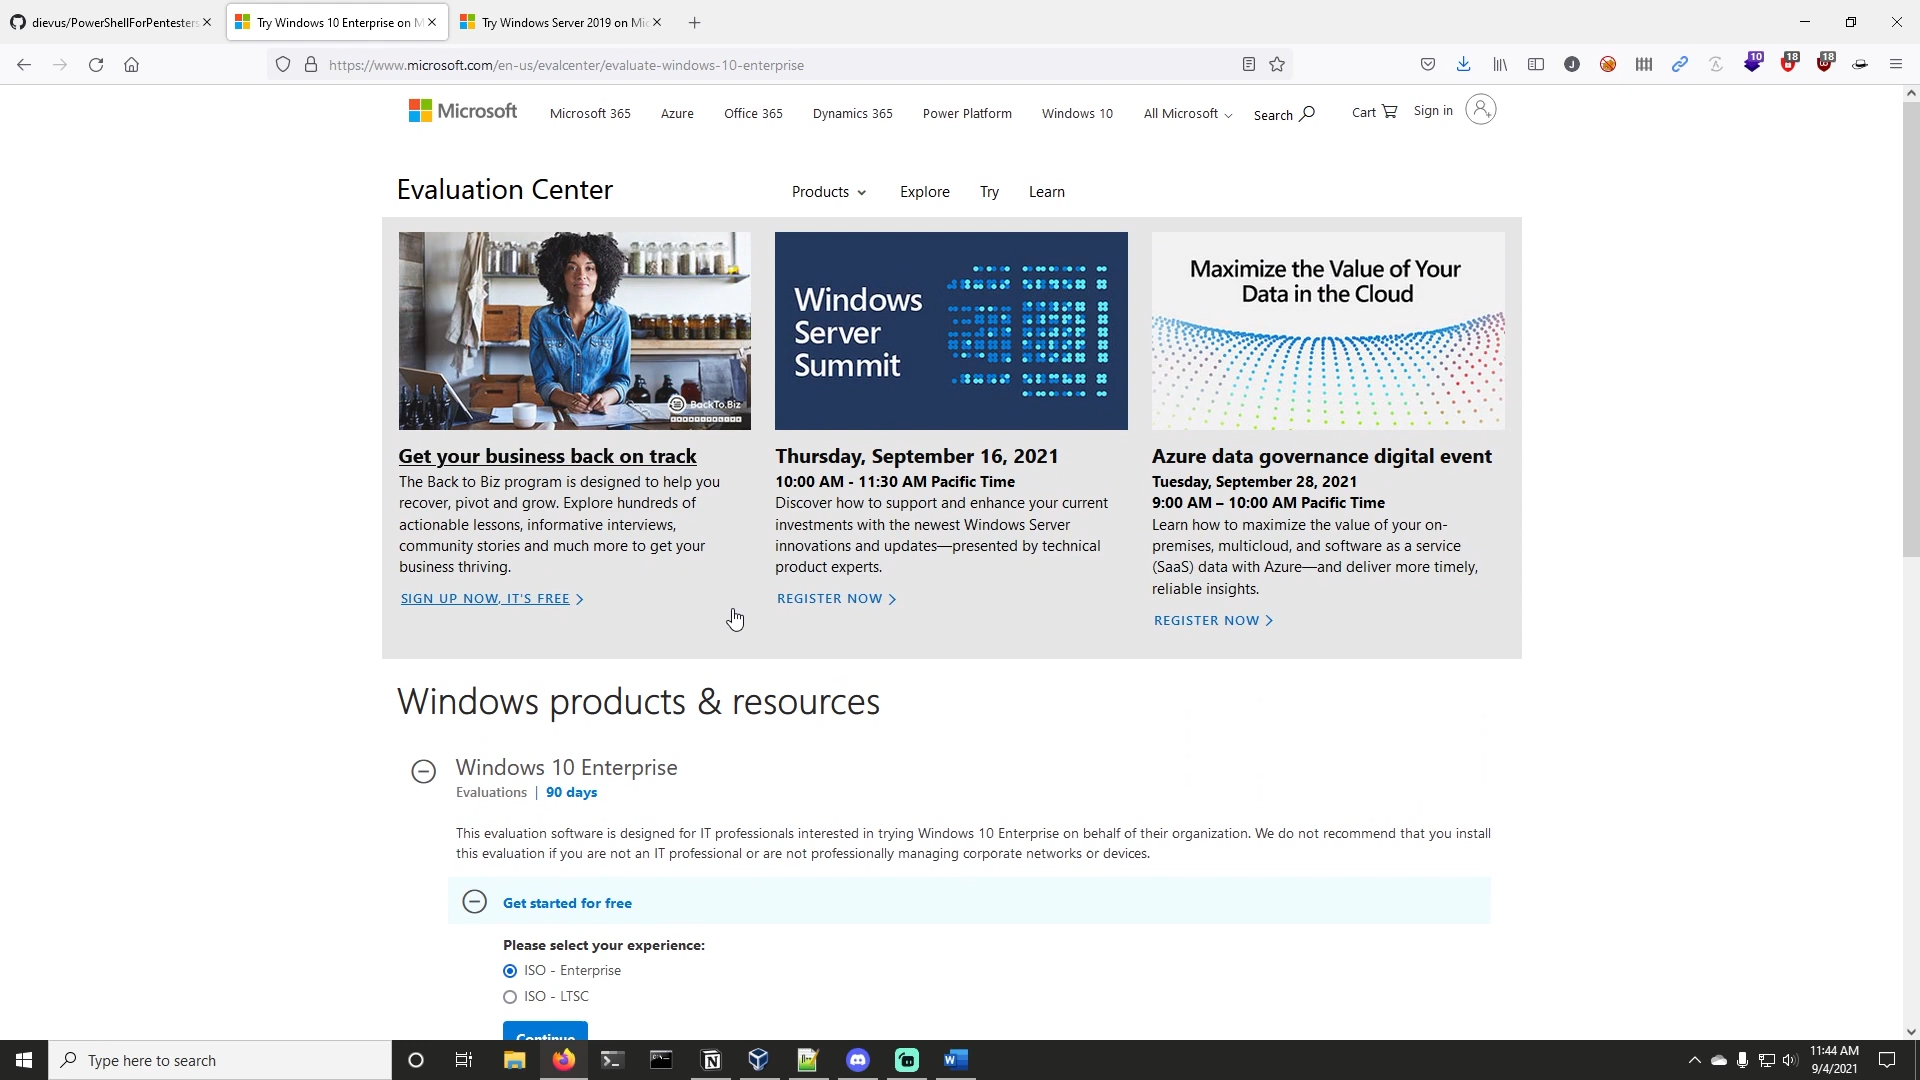 dievus/PowerShellForPentesters
Try Windows 10 Enterprise on M
Try Windows Server 2019 on Mic
https://www.microsoft.com/en-us/evalcenter/evaluate-windows-10-enterprise
10
18
18
Microsoft
Microsoft 365
Azure
Office 365
Dynamics 365
Power Platform
Windows 10
All Microsoft
Search
Cart
Sign in
Evaluation Center
Products
Explore
Try
Learn
BackTo.Biz
Windows
Server
Summit
Maximize the Value of Your
Data in the Cloud
Get your business back on track
The Back to Biz program is designed to help you
recover, pivot and grow. Explore hundreds of
actionable lessons, informative interviews,
community stories and much more to get your
business thriving.
SIGN UP NOW, IT'S FREE
Thursday, September 16, 2021
10:00 AM - 11:30 AM Pacific Time
Discover how to support and enhance your current
investments with the newest Windows Server
innovations and updates—presented by technical
product experts.
REGISTER NOW
Azure data governance digital event
Tuesday, September 28, 2021
9:00 AM – 10:00 AM Pacific Time
Learn how to maximize the value of your on-
premises, multicloud, and software as a service
(SaaS) data with Azure—and deliver more timely,
reliable insights.
REGISTER NOW
Windows products & resources
Windows 10 Enterprise
Evaluations | 90 days
This evaluation software is designed for IT professionals interested in trying Windows 10 Enterprise on behalf of their organization. We do not recommend that you install
this evaluation if you are not an IT professional or are not professionally managing corporate networks or devices.
Get started for free
Please select your experience:
ISO - Enterprise
ISO - LTSC
Continue
Type here to search
11:44 AM
9/4/2021